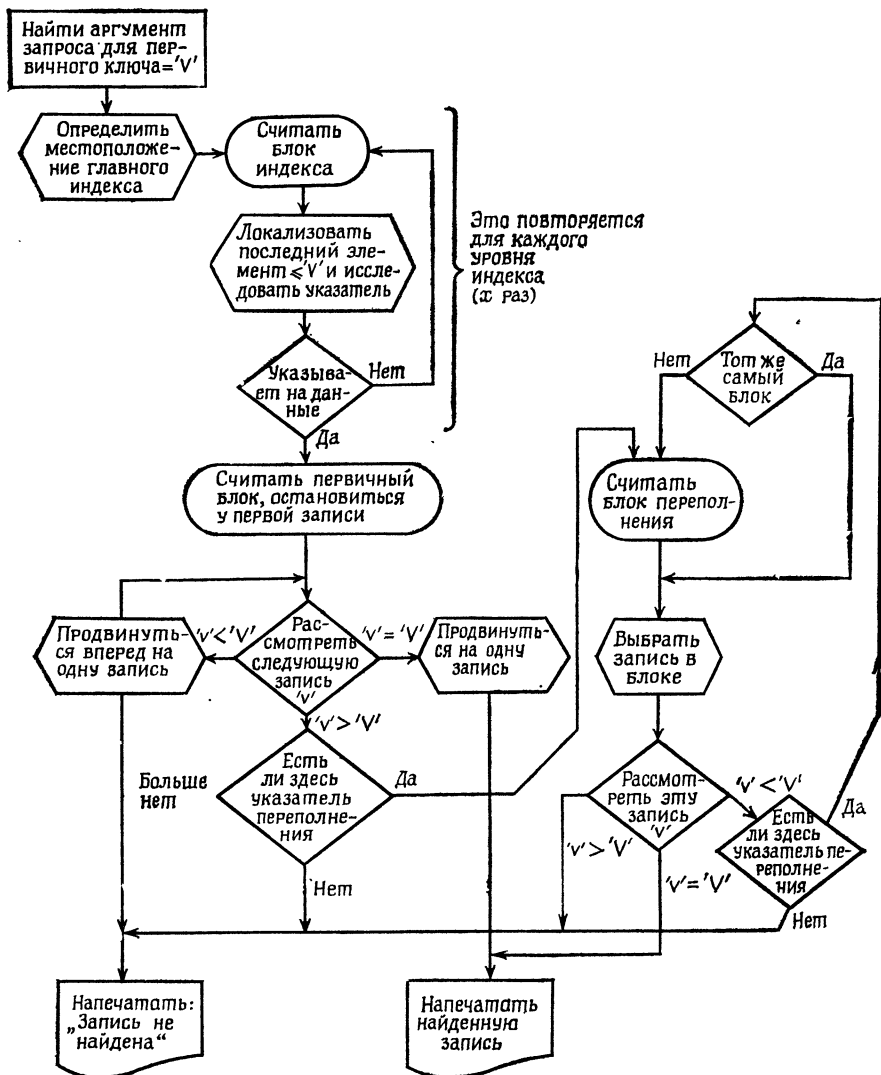 Найти аргумент
запроса для пер-
вичного ключа='V'
Определить
местоположе-
ние главного
индекса
Считать
блок
индекса
Локализовать
последний эле-
мент ⩽'V' и иссле-
довать указатель
Указыва-
ет на дан-
ные
Нет
Да
Это повторяется
для каждого
уровня
индекса
(x раз)
Считать первичный
блок, остановиться
у первой записи
Продвинуть-
ся вперед на
одну запись
'v'<'V'
Рас-
смотреть
следующую
запись
'v'
'v'='V'
Продвинуть-
ся на одну
запись
'v'>'V'
Больше
нет
Есть
ли здесь
указатель
переполне-
ния
Да
Нет
Нет
Тот же
самый
блок
Да
Считать
блок перепол-
нения
Выбрать
запись в
блоке
Рассмот-
реть эту
запись
'v'
'v'<'V'
'v'>'V'
'v'='V'
Есть
ли здесь
указатель пе-
реполне-
ния
Да
Нет
Напечатать:
„Запись не
найдена“
Напечатать
найденную
запись